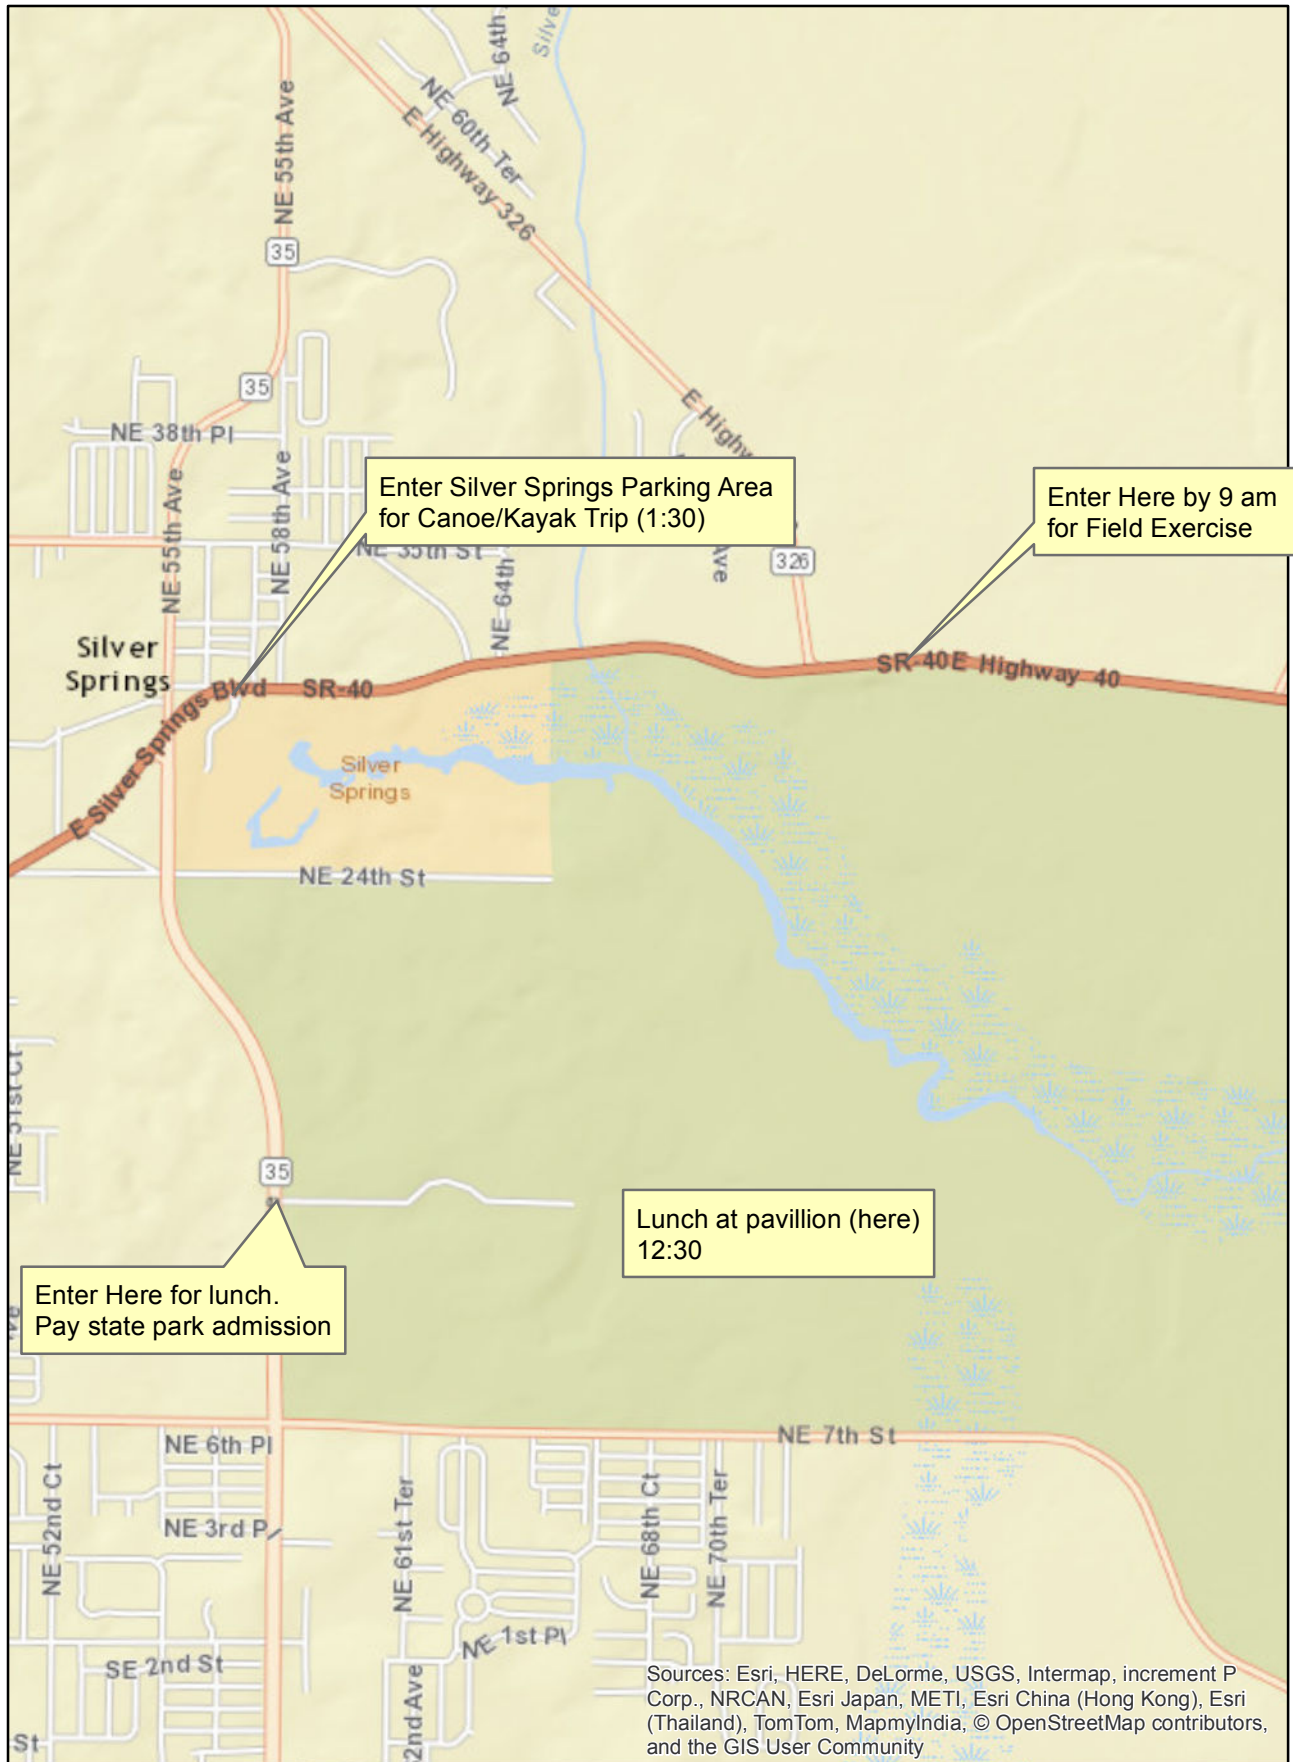 Silve
NE 64th
N
NE 60th Ter
E Highway 326
NE 55th Ave
35
35
NE 38th Pl
E Highw
Enter Silver Springs Parking Area
for Canoe/Kayak Trip (1:30)
Enter Here by 9 am
for Field Exercise
NE 55th Ave
NE 58th Ave
NE 35th St
NE 64th
Ave
326
Silver
Springs
SR-40
E Highway 40
E Silver Springs Blvd
SR-40
Silver
Springs
NE 24th St
NE 51st Ct
35
Lunch at pavillion (here)
12:30
Enter Here for lunch.
Pay state park admission
Ave
NE 7th St
NE 6th Pl
NE 52nd Ct
NE 3rd P
NE 61st Ter
NE 68th Ct
NE 70th Ter
NE 1st Pl
SE 2nd St
2nd Ave
St
Sources: Esri, HERE, DeLorme, USGS, Intermap, increment P
Corp., NRCAN, Esri Japan, METI, Esri China (Hong Kong), Esri
(Thailand), TomTom, MapmyIndia, © OpenStreetMap contributors,
and the GIS User Community